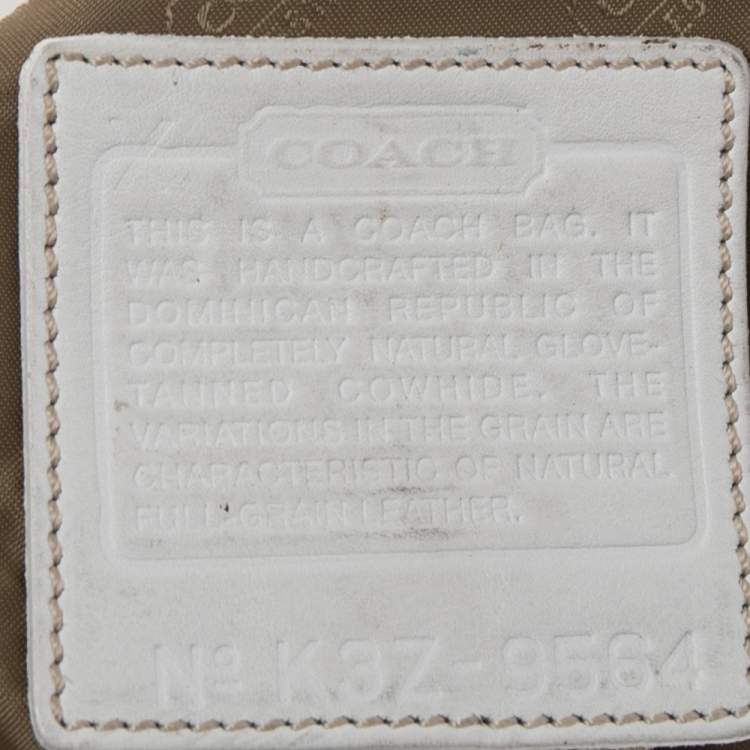 COACH
THIS IS A COACH BAG. IT
WAS HANDCRAFTED IN THE
DOMINICAN REPUBLIC OF
COMPLETELY NATURAL GLOVE-
TANNED COWHIDE. THE
VARIATIONS IN THE GRAIN ARE
CHARACTERISTIC OF NATURAL
FULL GRAIN LEATHER.
Nº K3Z-9564